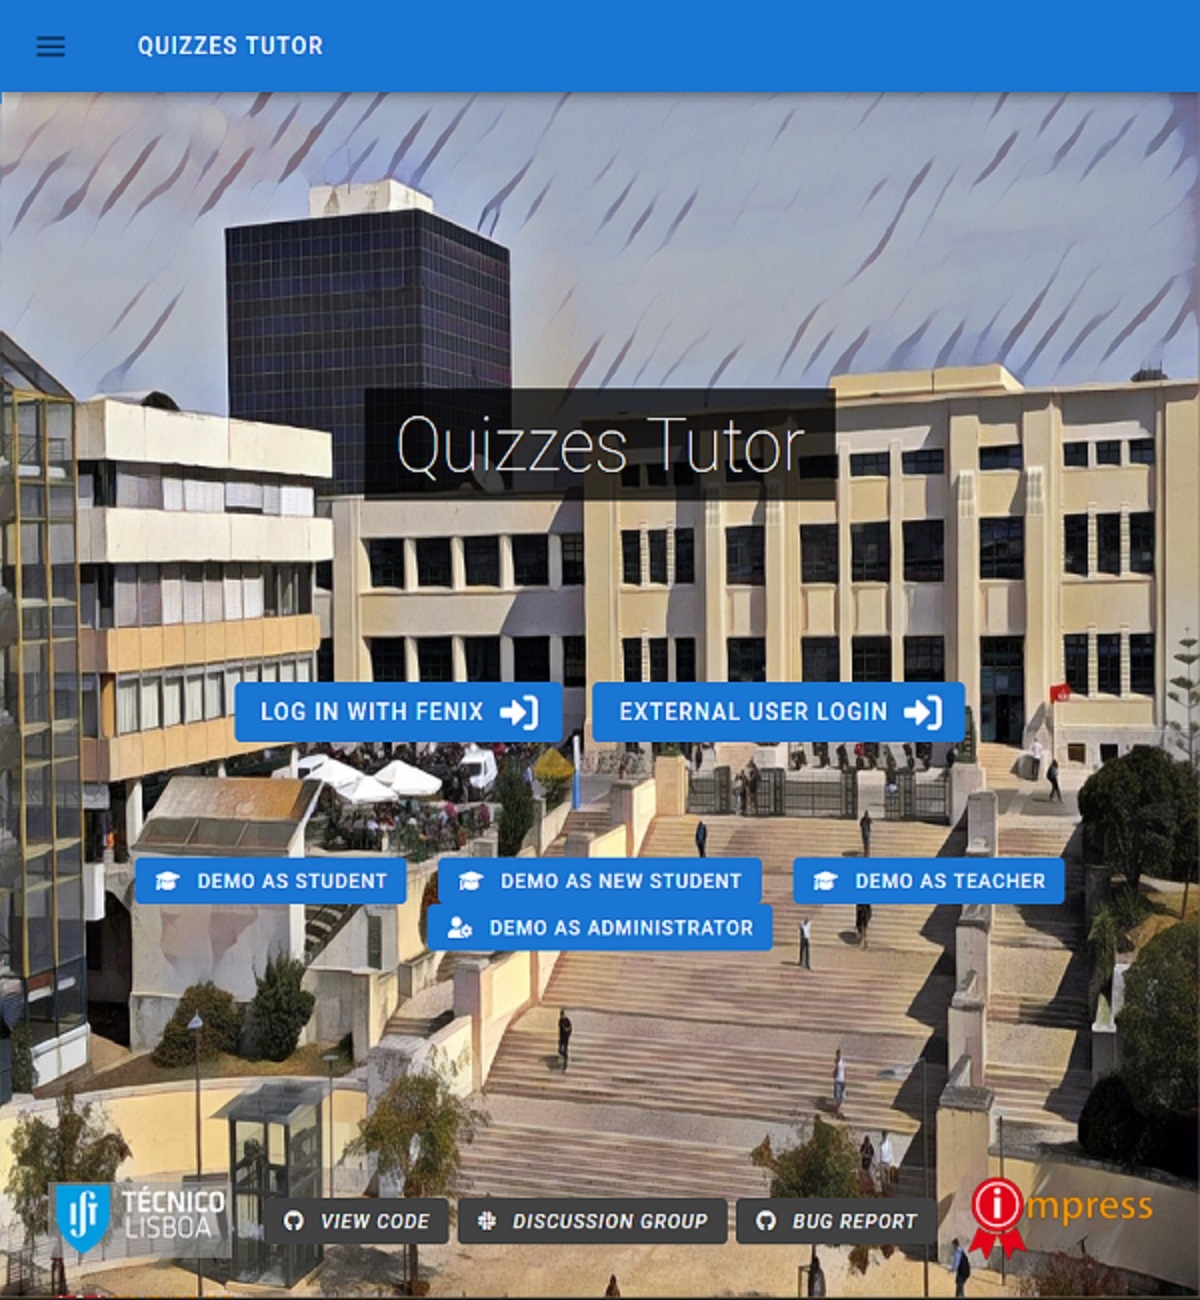 QUIZZES TUTOR
Quizzes Tutor
LOG IN WITH FENIX
EXTERNAL USER LOGIN
DEMO AS STUDENT
DEMO AS NEW STUDENT
DEMO AS TEACHER
DEMO AS ADMINISTRATOR
TÉCNICO
LISBOA
VIEW CODE
DISCUSSION GROUP
BUG REPORT
impress